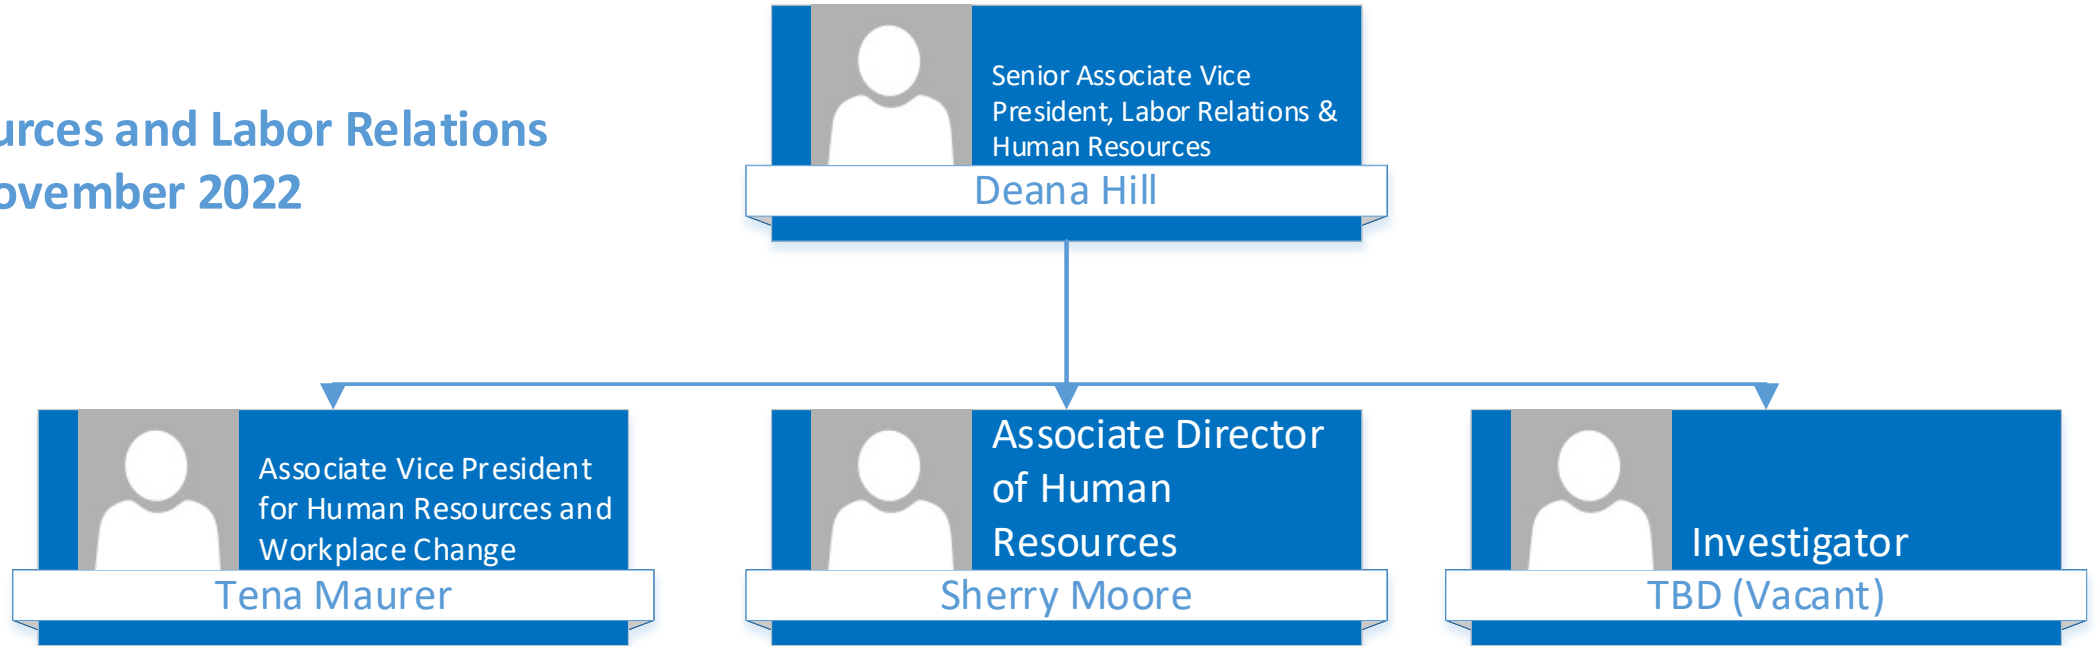 urces and Labor Relations
ovember 2022
Senior Associate Vice
President, Labor Relations &
Human Resources
Deana Hill
Associate Vice President
for Human Resources and
Workplace Change
Tena Maurer
Associate Director
of Human
Resources
Sherry Moore
Investigator
TBD (Vacant)